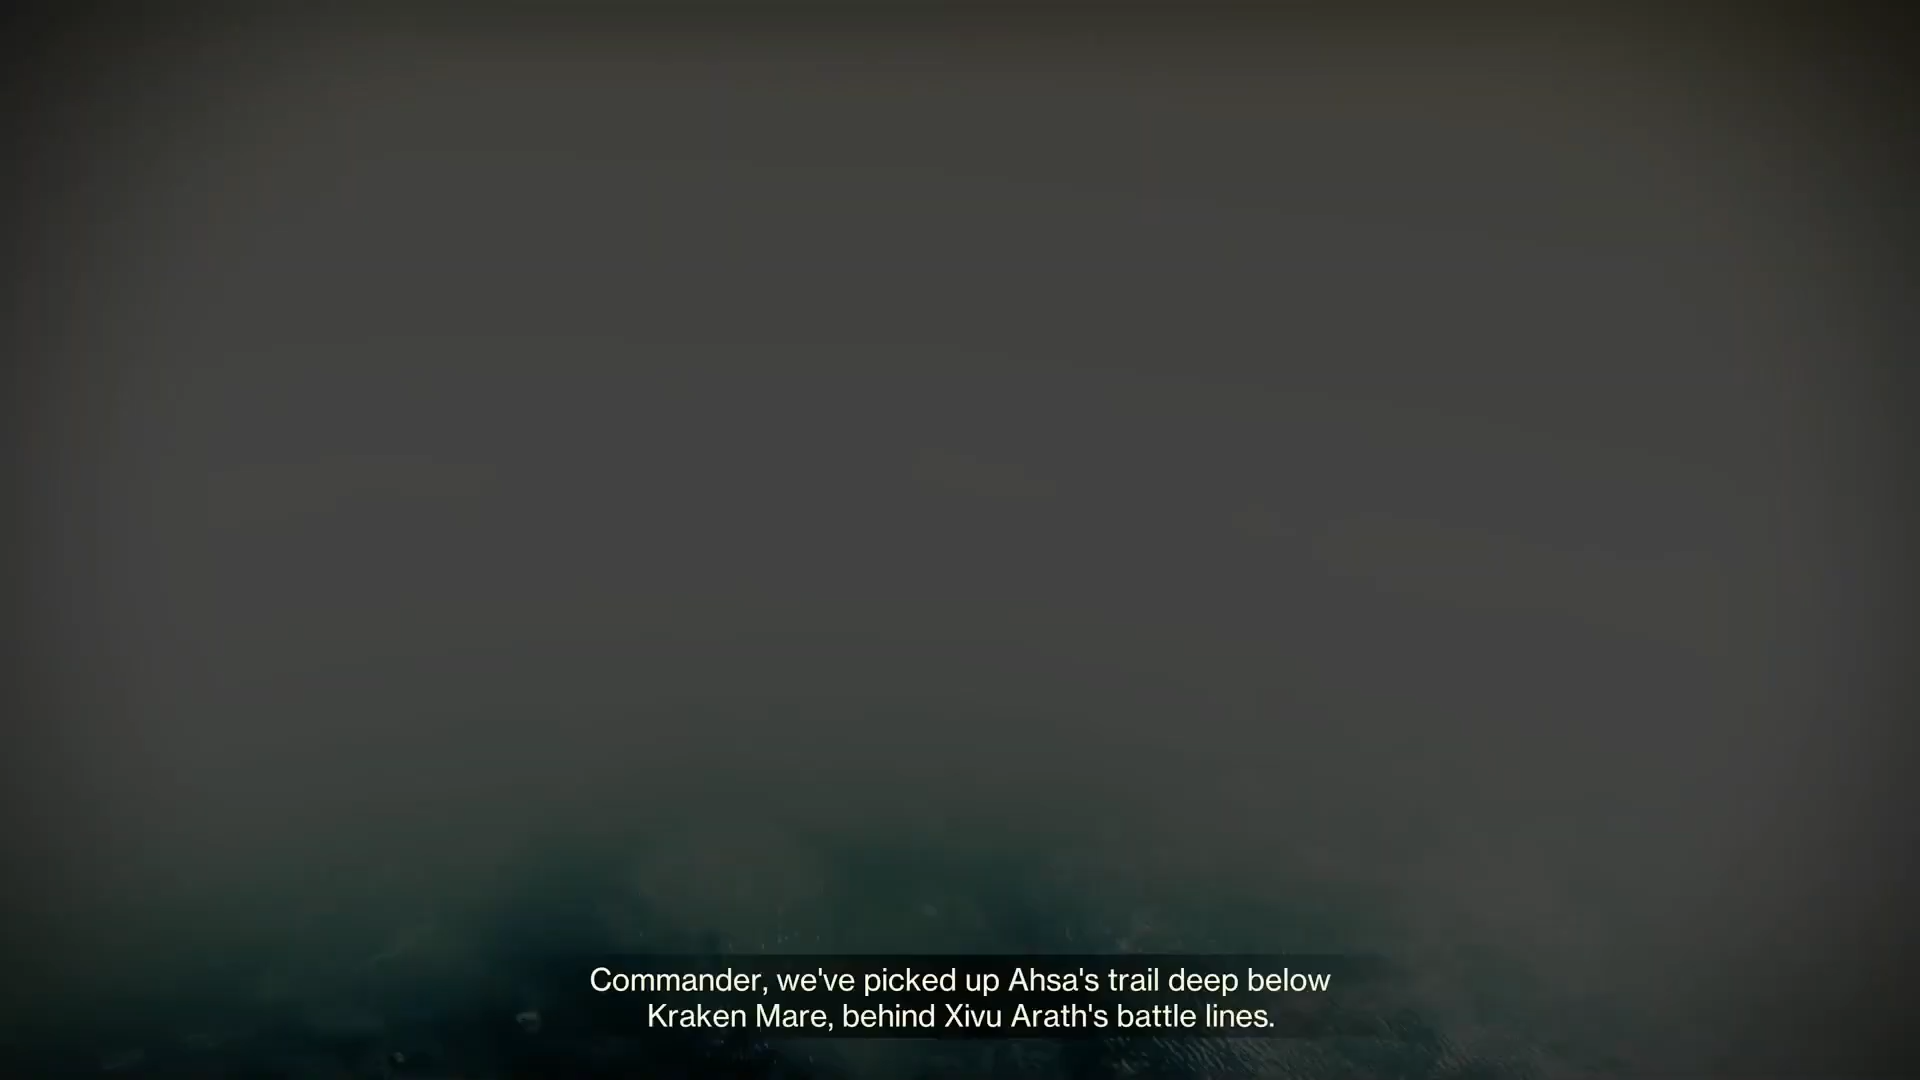 Commander, we've picked up Ahsa's trail deep below
Kraken Mare, behind Xivu Arath's battle lines.